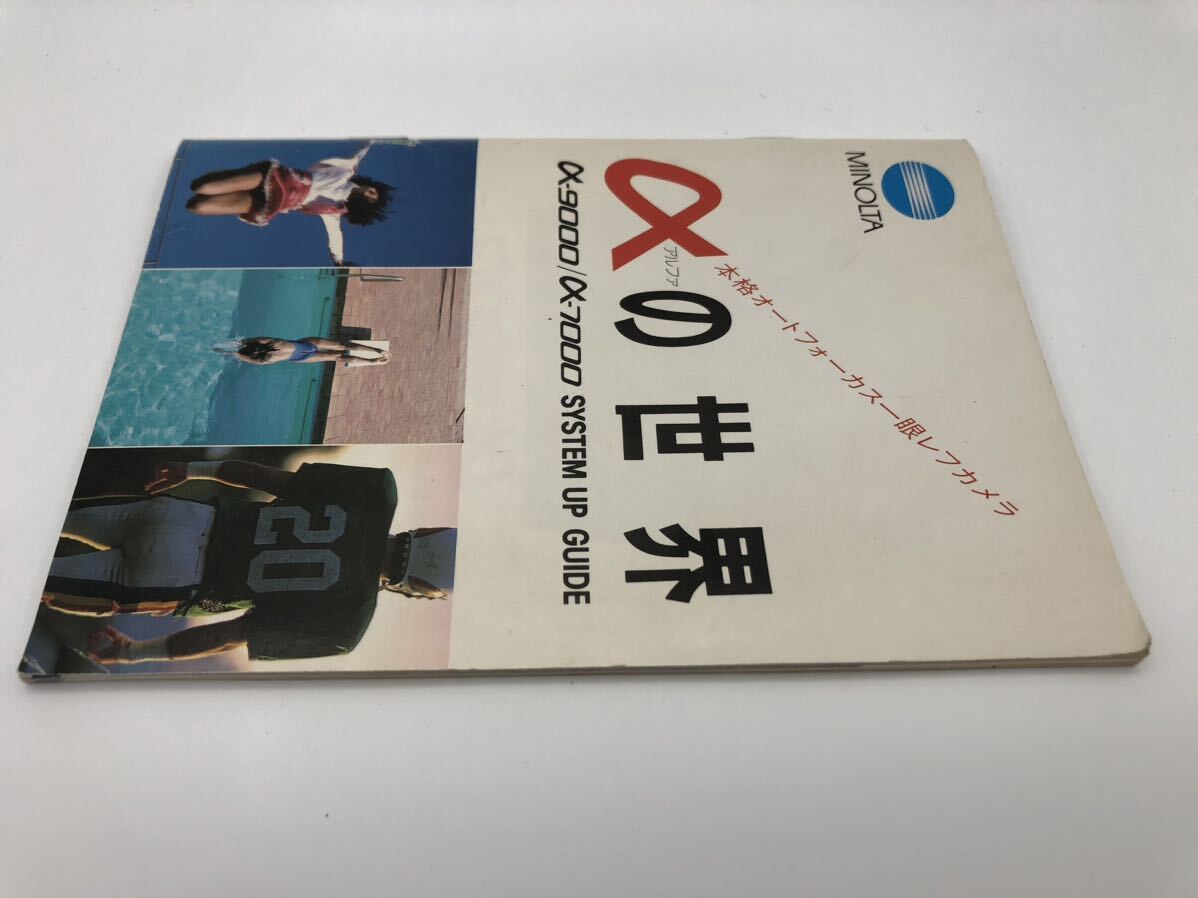 MINOLTA
本格オートフォーカス一眼レフカメラ
αの世界
アルファ
α-9000/α-7000 SYSTEM UP GUIDE
20